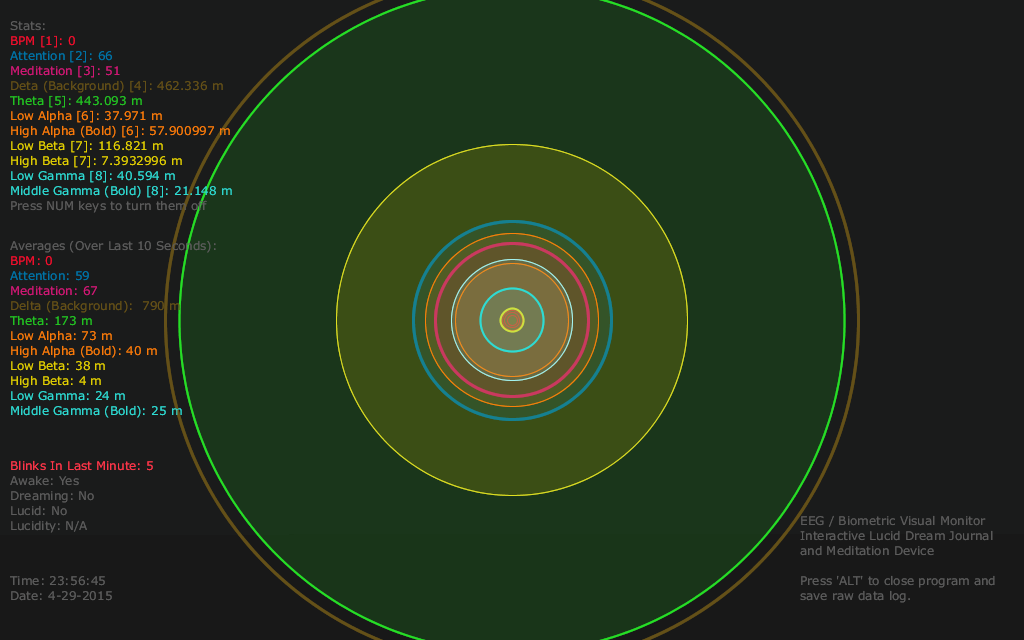 Stats:
BPM [1]: 0
Attention [2]: 66
Meditation [3]: 51
Deta (Background) [4]: 462.336 m
Theta [5]: 443.093 m
Low Alpha [6]: 37.971 m
High Alpha (Bold) [6]: 57.900997 m
Low Beta [7]: 116.821 m
High Beta [7]: 7.3932996 m
Low Gamma [8]: 40.594 m
Middle Gamma (Bold) [8]: 21.148 m
Press NUM keys to turn them off
Averages (Over Last 10 Seconds):
BPM: 0
Attention: 59
Meditation: 67
Delta (Background):  790 m
Theta: 173 m
Low Alpha: 73 m
High Alpha (Bold): 40 m
Low Beta: 38 m
High Beta: 4 m
Low Gamma: 24 m
Middle Gamma (Bold): 25 m
Blinks In Last Minute: 5
Awake: Yes
Dreaming: No
Lucid: No
Lucidity: N/A
Time: 23:56:45
Date: 4-29-2015
EEG / Biometric Visual Monitor
Interactive Lucid Dream Journal
and Meditation Device
Press 'ALT' to close program and
save raw data log.